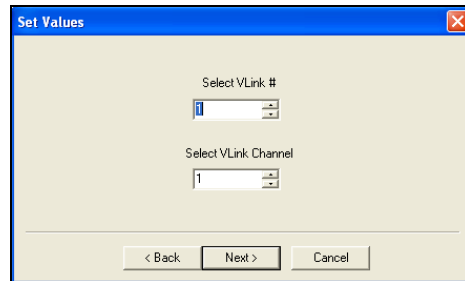 Set Values
Select VLink #
1
Select VLink Channel
1
< Back Next > Cancel